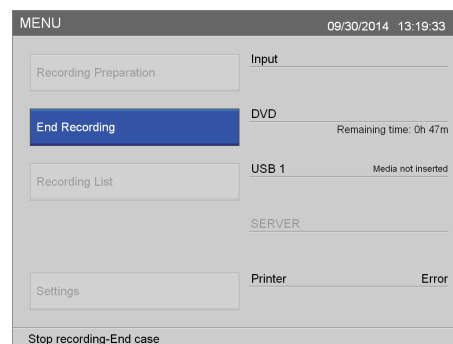 MENU 09/30/2014 13:19:33
Recording Preparation
Input
End Recording
DVD
Remaining time: 0h 47m
Recording List
USB 1 Media not inserted
SERVER
Settings
Printer Error
Stop recording-End case